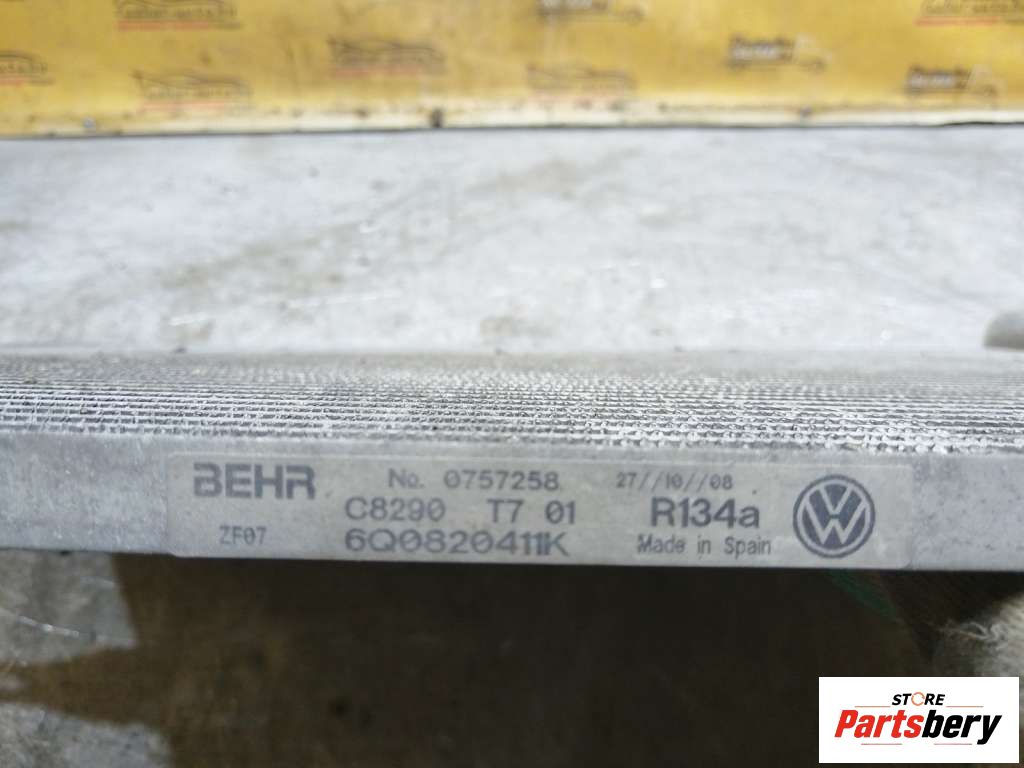 BEHR No. 0757258 27//10//08
C8290 T7 01 R134a
ZF07 6Q0820411K Made in Spain
STORE
Partsbery